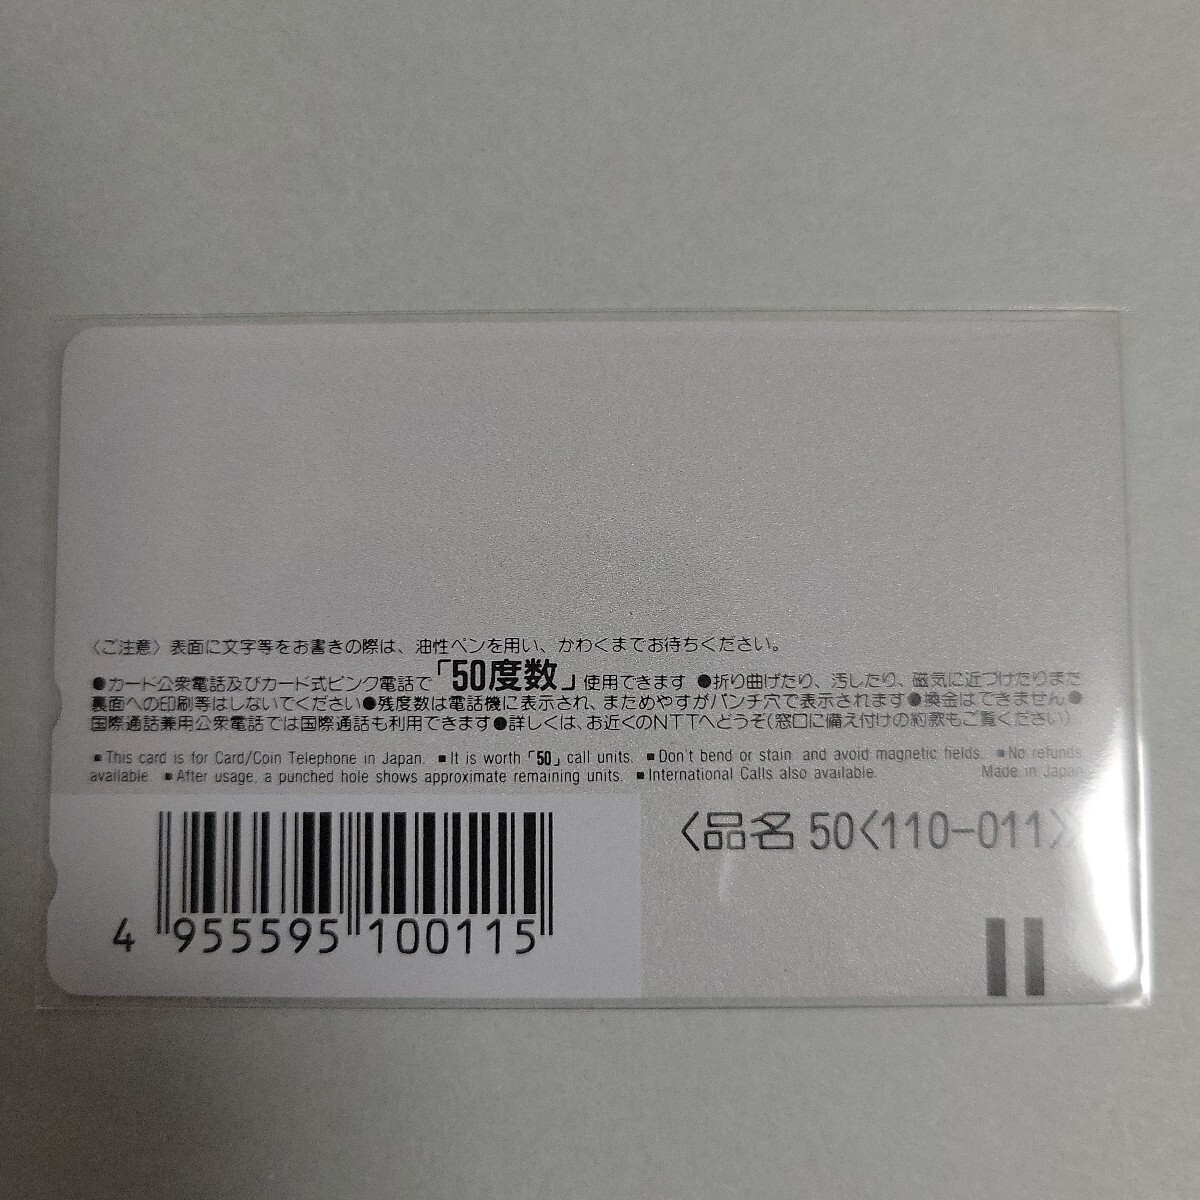 〈ご注意〉表面に文字等をお書きの際は、油性ペンを用い、かわくまでお待ちください。
●カード公衆電話及びカード式ピンク電話で「50度数」使用できます ●折り曲げたり、汚したり、磁気に近づけたりまた
裏面への印刷等はしないでください●残度数は電話機に表示され、まためやすがパンチ穴で表示されます●換金はできません●
国際通話兼用公衆電話では国際通話も利用できます●詳しくは、お近くのNTTへどうぞ(窓口に備え付けの約款もご覧ください)
■This card is for Card/Coin Telephone in Japan. ■It is worth「50」call units. ■Don't bend or stain, and avoid magnetic fields. ■No refunds
available. ■After usage, a punched hole shows approximate remaining units. ■International Calls also available. Made in Japan
〈品名 50〈110-011〉〉
4 955595 100115